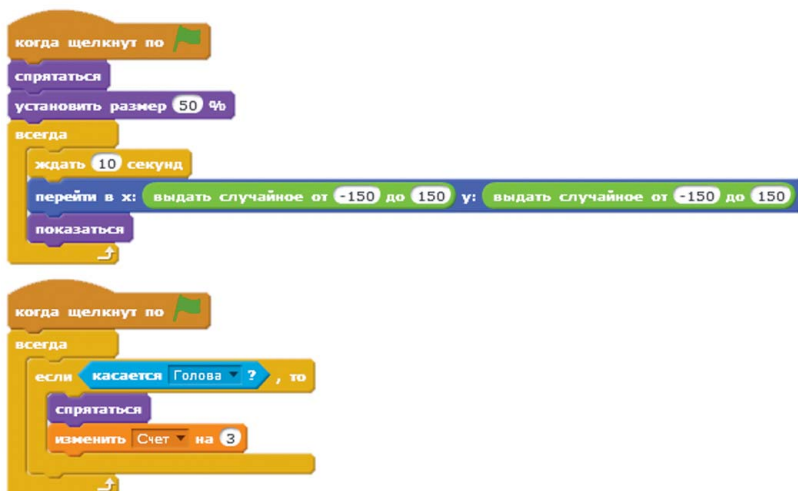 когда щелкнут по
спрятаться
установить размер 50 %
всегда
ждать 10 секунд
перейти в x: выдать случайное от -150 до 150 y: выдать случайное от -150 до 150
показаться
когда щелкнут по
всегда
если касается Голова ? , то
спрятаться
изменить Счет на 3